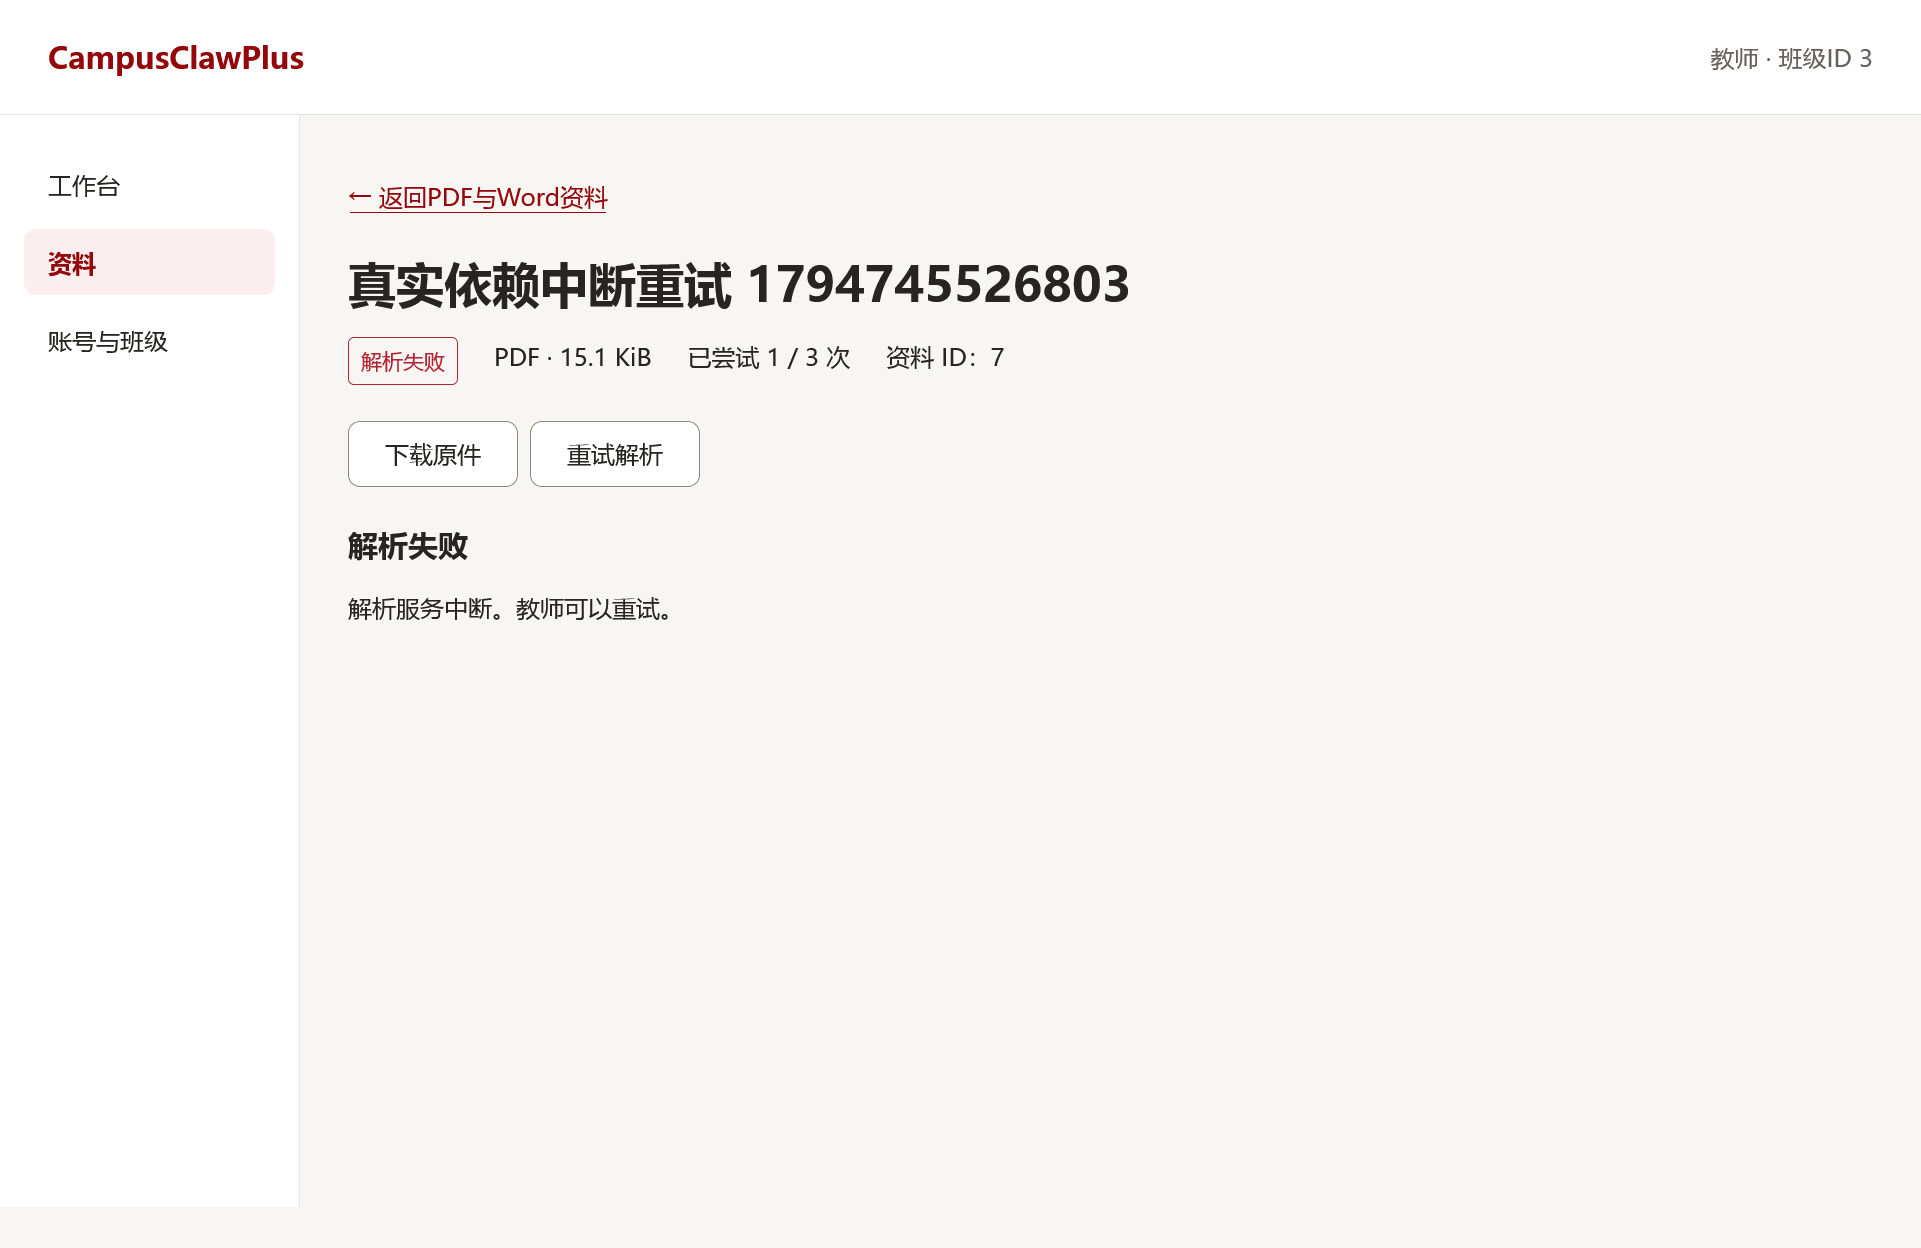 CampusClawPlus
教师 · 班级ID 3
工作台
资料
账号与班级
← 返回PDF与Word资料
真实依赖中断重试 1794745526803
解析失败 PDF · 15.1 KiB 已尝试 1 / 3 次 资料 ID：7
下载原件 重试解析
解析失败
解析服务中断。教师可以重试。